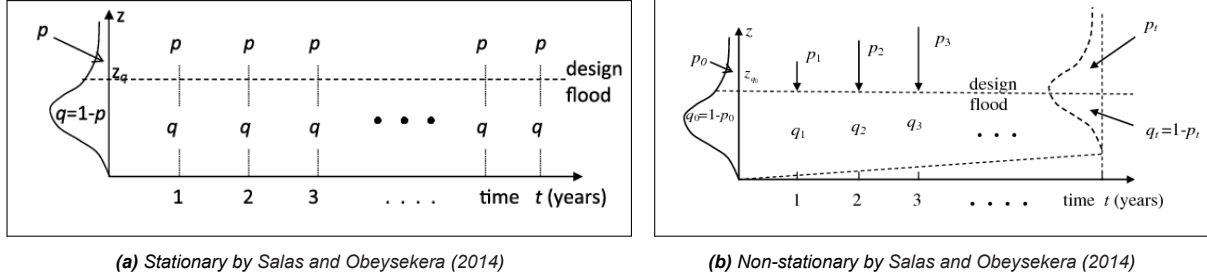 z
p
p p p p p
z_q
design
flood
q=1-p
q q q q q
1 2 3 . . . . time t (years)
(a) Stationary by Salas and Obeysekera (2014)
z
p_t
p_0
p_1 p_2 p_3
z_{q_0}
design
flood
q_0=1-p_0
q_1 q_2 q_3
q_t=1-p_t
1 2 3 . . . . time t (years)
(b) Non-stationary by Salas and Obeysekera (2014)